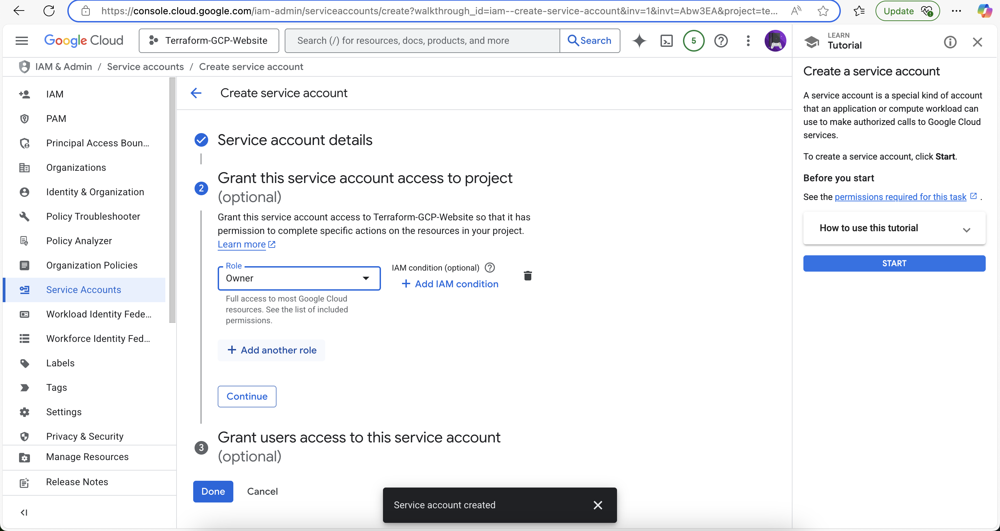 https://console.cloud.google.com/iam-admin/serviceaccounts/create?walkthrough_id=iam--create-service-account&inv=1&invt=Abw3EA&project=te...
Update
Google Cloud
Terraform-GCP-Website
Search (/) for resources, docs, products, and more
Search
5
LEARN
Tutorial
IAM & Admin / Service accounts / Create service account
IAM
PAM
Principal Access Boun...
Organizations
Identity & Organization
Policy Troubleshooter
Policy Analyzer
Organization Policies
Service Accounts
Workload Identity Fede...
Workforce Identity Fed...
Labels
Tags
Settings
Privacy & Security
Manage Resources
Release Notes
Create service account
Service account details
2
Grant this service account access to project
(optional)
Grant this service account access to Terraform-GCP-Website so that it has
permission to complete specific actions on the resources in your project.
Learn more
Role
Owner
IAM condition (optional)
+ Add IAM condition
Full access to most Google Cloud
resources. See the list of included
permissions.
+ Add another role
Continue
3
Grant users access to this service account
(optional)
Done
Cancel
Service account created
Create a service account
A service account is a special kind of account
that an application or compute workload can
use to make authorized calls to Google Cloud
services.
To create a service account, click Start.
Before you start
See the permissions required for this task .
How to use this tutorial
START